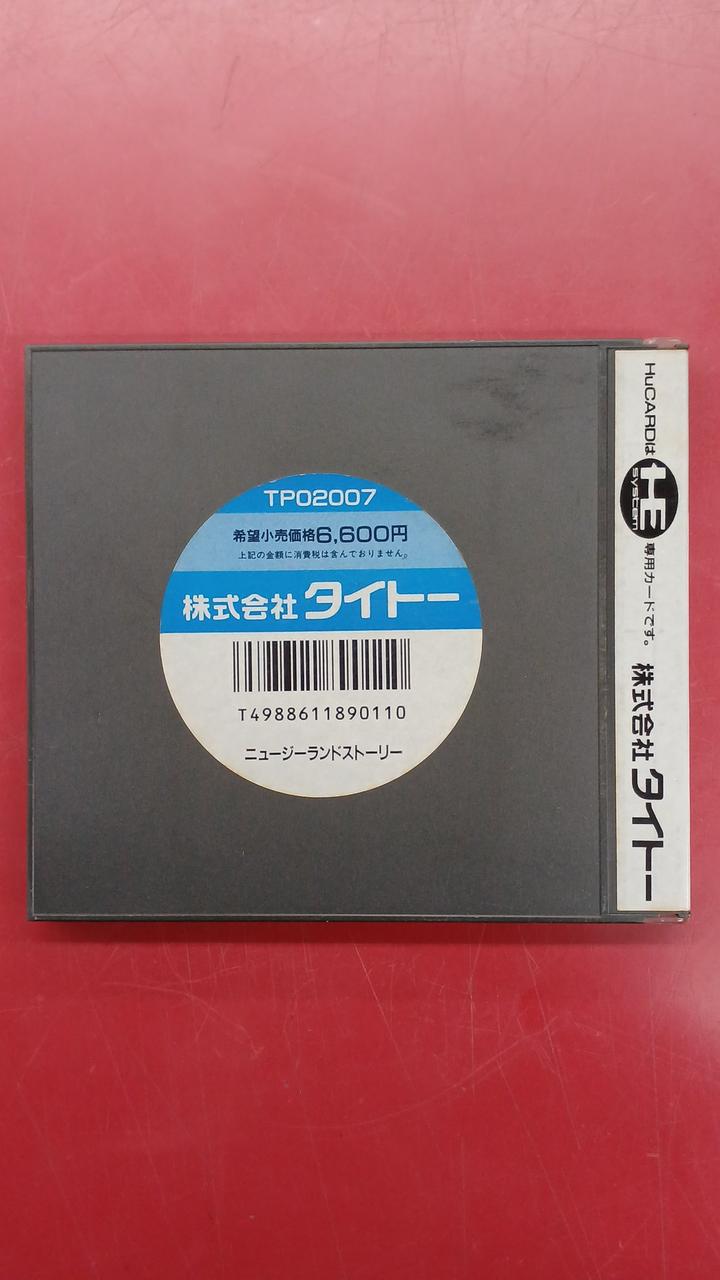 TP02007
希望小売価格6,600円
上記の金額に消費税は含んでおりません。
株式会社 タイトー
T4988611890110
ニュージーランドストーリー
HuCARDは HE SYSTEM 専用カードです。 株式会社 タイトー